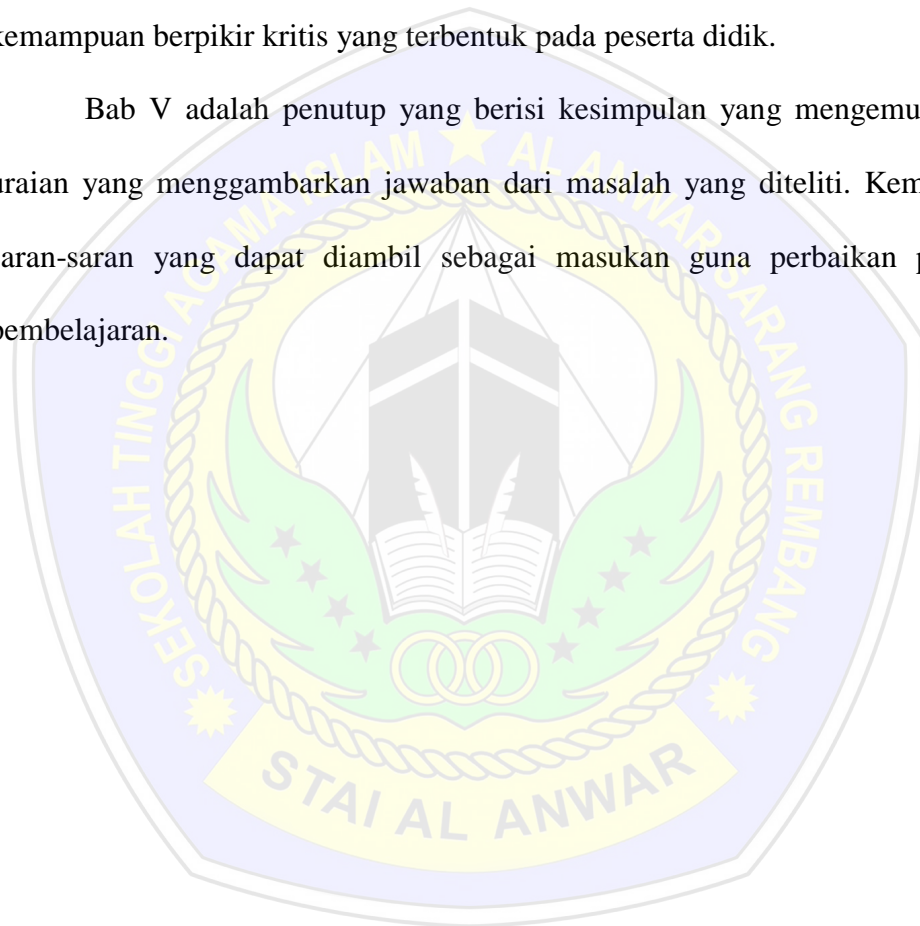 kemampuan berpikir kritis yang terbentuk pada peserta didik.
Bab V adalah penutup yang berisi kesimpulan yang mengemu
uraian yang menggambarkan jawaban dari masalah yang diteliti. Kem
aran-saran yang dapat diambil sebagai masukan guna perbaikan p
pembelajaran.
SEKOLAH TINGGI AGAMA ISLAM AL ANWAR SARANG REMBANG
STAI AL ANWAR